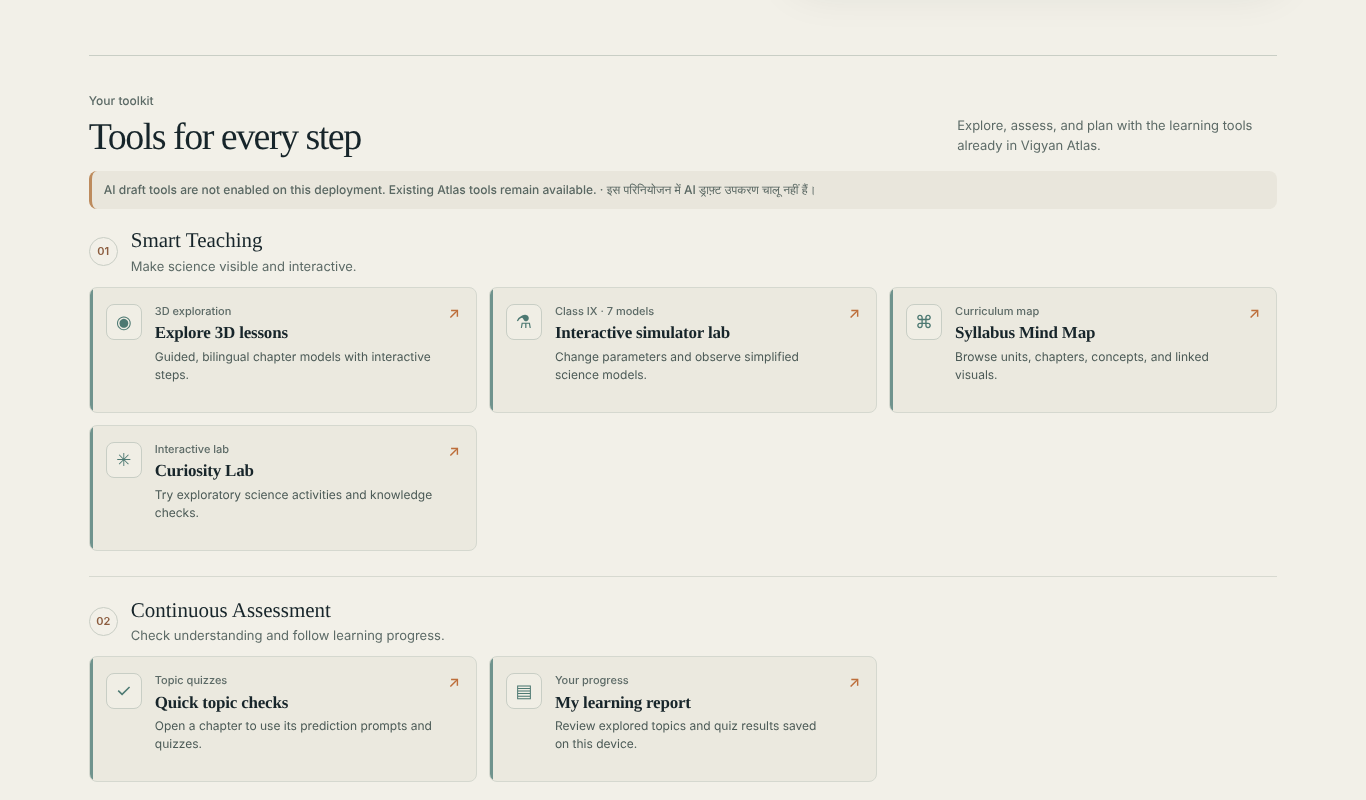 Your toolkit
Tools for every step
Explore, assess, and plan with the learning tools
already in Vigyan Atlas.
AI draft tools are not enabled on this deployment. Existing Atlas tools remain available. · इस परिनियोजन में AI ड्राफ़्ट उपकरण चालू नहीं हैं।
01
Smart Teaching
Make science visible and interactive.
3D exploration
Explore 3D lessons
Guided, bilingual chapter models with interactive
steps.
Class IX · 7 models
Interactive simulator lab
Change parameters and observe simplified
science models.
Curriculum map
Syllabus Mind Map
Browse units, chapters, concepts, and linked
visuals.
Interactive lab
Curiosity Lab
Try exploratory science activities and knowledge
checks.
02
Continuous Assessment
Check understanding and follow learning progress.
Topic quizzes
Quick topic checks
Open a chapter to use its prediction prompts and
quizzes.
Your progress
My learning report
Review explored topics and quiz results saved
on this device.